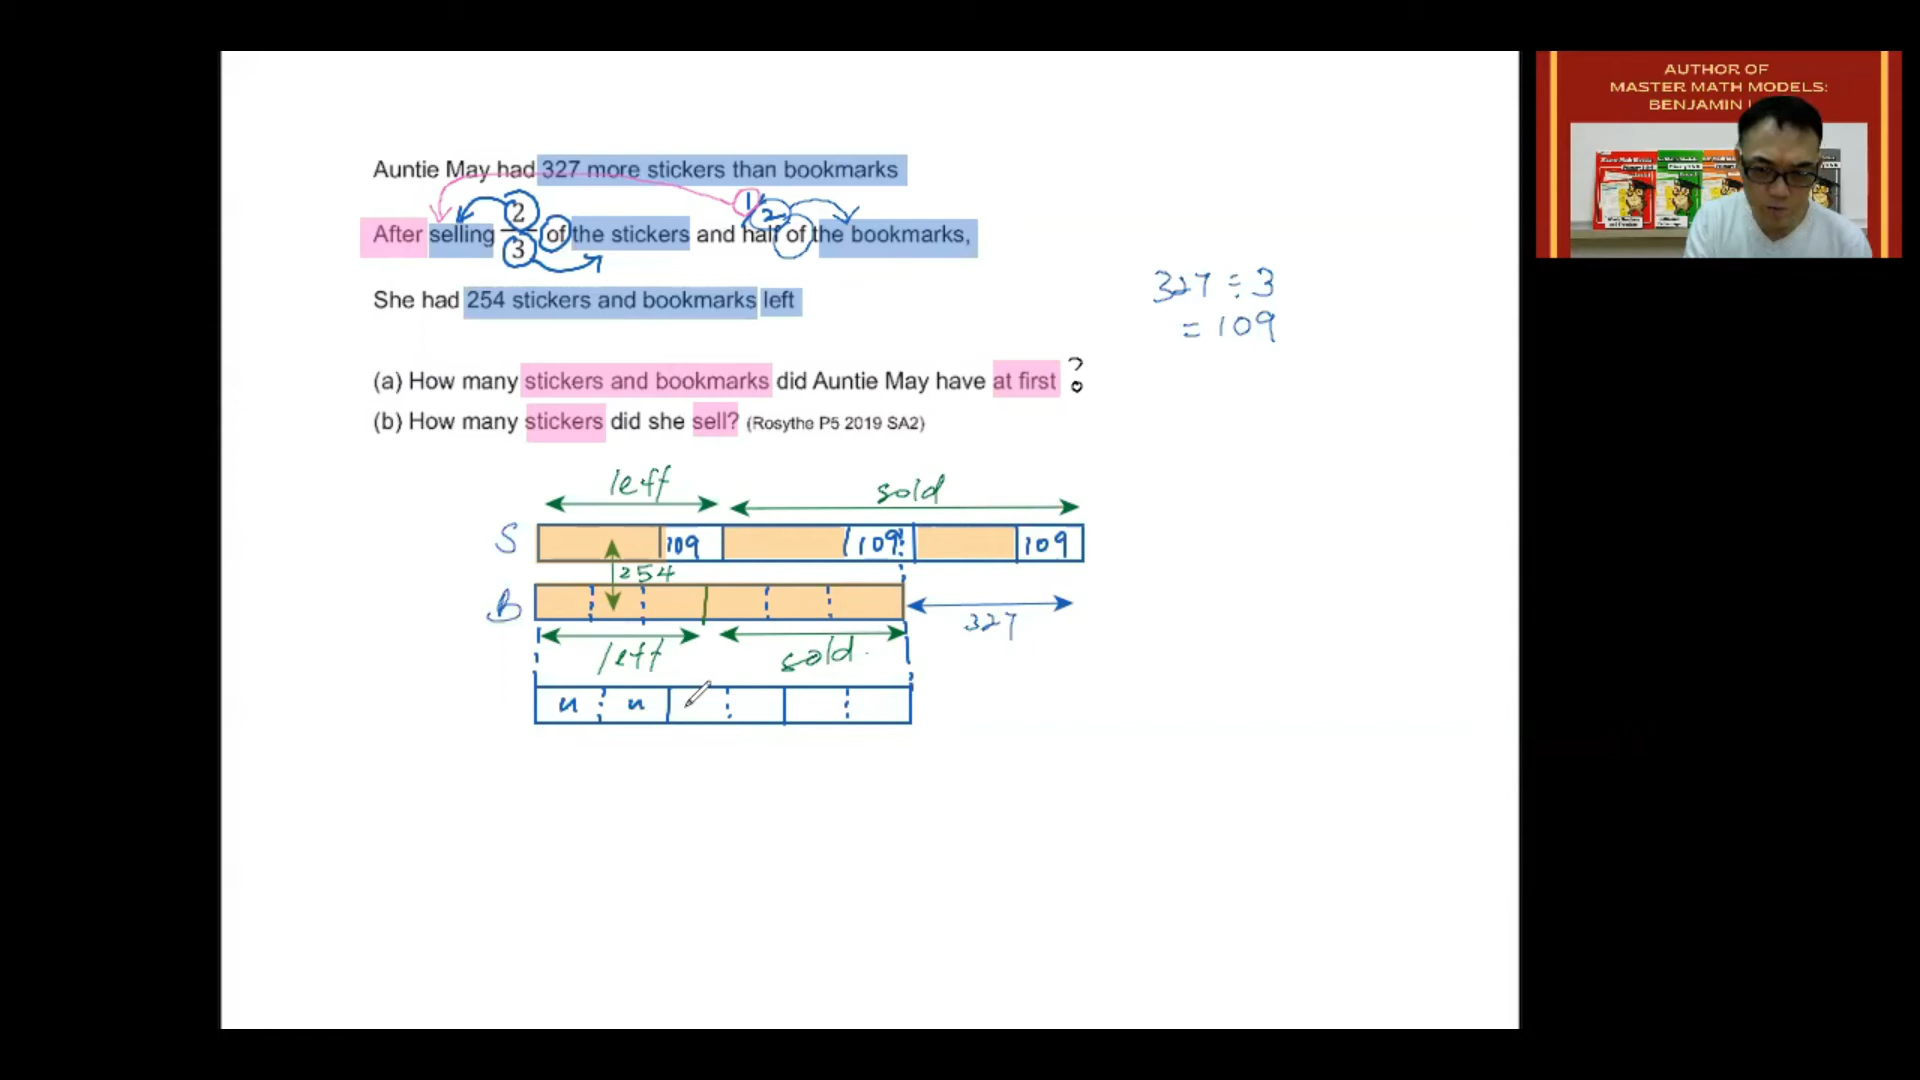 AUTHOR OF
MASTER MATH MODELS:
BENJAMIN
Auntie May had 327 more stickers than bookmarks
1
2
After selling 2/3 of the stickers and half of the bookmarks,
She had 254 stickers and bookmarks left
327 ÷ 3
= 109
(a) How many stickers and bookmarks did Auntie May have at first ?
(b) How many stickers did she sell? (Rosythe P5 2019 SA2)
left sold
S 109 109 109
254
B 327
left sold
u u